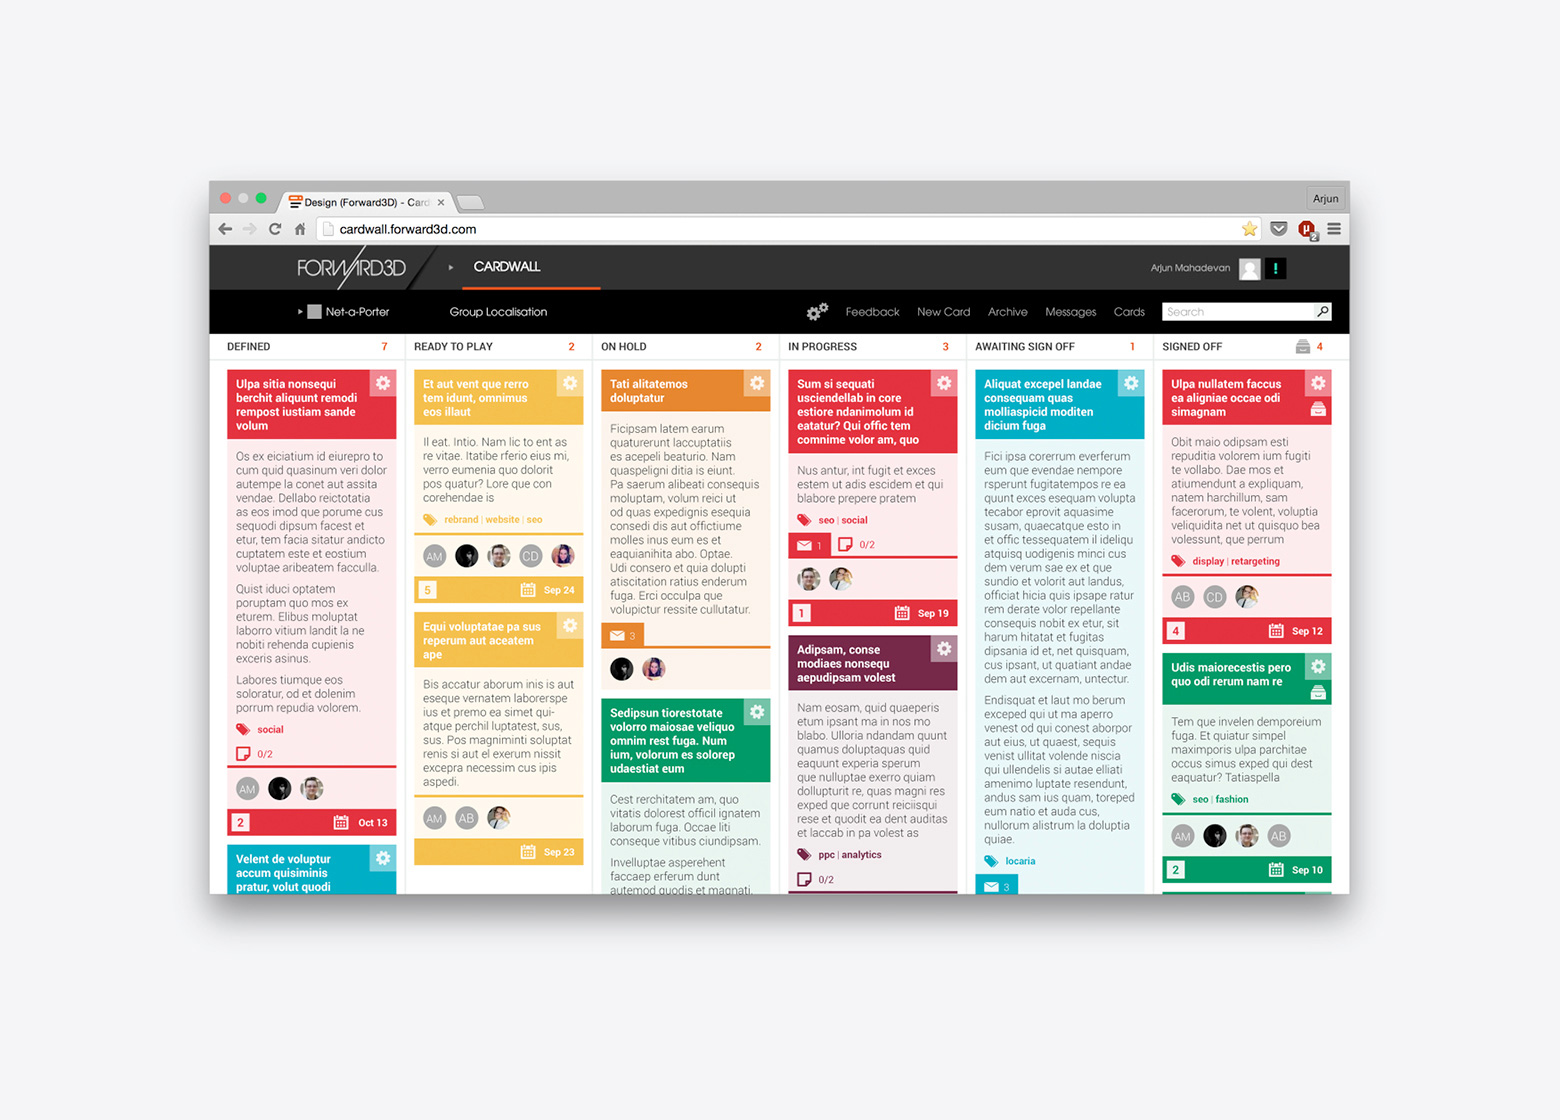 Design (Forward3D) - Card
Arjun
cardwall.forward3d.com
2
FORWARD3D
CARDWALL
Arjun Mahadevan
!
Net-a-Porter
Group Localisation
Feedback
New Card
Archive
Messages
Cards
Search
DEFINED 7
Ulpa sitia nonsequi
berchit aliquunt remodi
rempost iustiam sande
volum
Os ex eiciatium id eiurepro to
cum quid quasinum veri dolor
autempe la conet aut assita
vendae. Dellabo reictotatia
as eos imod que porume cus
sequodi dipsum facest et
etur, tem facia sitatur andicto
cuptatem este et eostium
voluptae aribeatem facculla.
Quist iduci optatem
poruptam quo mos ex
eturem. Elibus moluptat
laborro vitium landit la ne
nobiti rehenda cupienis
exceris asinus.
Labores tiumque eos
soloratur, od et dolenim
porrum repudia volorem.
social
0/2
AM
2
Oct 13
Velent de voluptur
accum quisiminis
pratur, volut quodi
READY TO PLAY 2
Et aut vent que rerro
tem idunt, omnimus
eos illaut
Il eat. Intio. Nam lic to ent as
re vitae. Itatibe rferio eius mi,
verro eumenia quo dolorit
pos quatur? Lore que con
corehendae is
rebrand | website | seo
AM
CD
5
Sep 24
Equi voluptatae pa sus
reperum aut aceatem
ape
Bis accatur aborum inis is aut
eseque vernatem laborerspe
ius et premo ea simet qui-
atque perchil luptatest, sus,
sus. Pos magniminti soluptat
renis si aut el exerum nissit
excepra necessim cus ipis
aspedi.
AM
AB
Sep 23
ON HOLD 2
Tati alitatemos
doluptatur
Ficipsam latem earum
quaturerunt laccuptatiis
es acepeli beaturio. Nam
quaspeligni ditia is eiunt.
Pa saerum alibeati consequis
moluptam, volum reici ut
od quas expedignis esequia
consedi dis aut offictiume
molles inus eum es et
eaquianihita abo. Optae.
Udi consero et quia dolupti
atiscitation ratius enderum
fuga. Erci occulpa que
volupictur ressite cullutatur.
3
Sedipsun tiorestotate
volorro maiosae veliquo
omnim rest fuga. Num
ium, volorum es solorep
udaestiat eum
Cest rerchitatem am, quo
vitatis dolorest officil ignatem
laborum fuga. Occae liti
conseque vitibus ciundipsam.
Invelluptae asperehent
faccaep erferum dunt
autemod quodis et magnati.
IN PROGRESS 3
Sum si sequati
usciendellab in core
estiore ndanimolum id
eatatur? Qui offic tem
comnime volor am, quo
Nus antur, int fugit et exces
estem ut adis escidem et qui
blabore prepere pratem
seo | social
1
0/2
1
Sep 19
Adipsam, conse
modiaes nonsequ
aepudipsam volest
Nam eosam, quid quaeperis
etum ipsant ma in nos mo
blabo. Ulloria ndandam quunt
quamus doluptaquas quid
eaquunt experia sperum
que nulluptae exerro quiam
dollupturit re, quas magni res
exped que corrunt reiciisqui
rese et quodit ea dent auditas
et laccab in pa volest as
ppc | analytics
0/2
AWAITING SIGN OFF 1
Aliquat excepel landae
consequam quas
molliaspicid moditen
dicium fuga
Fici ipsa corerrum everferum
eum que evendae nempore
rsperunt fugitatempos re ea
qunt exces esequam volupta
tecabor eprovit aquasime
susam, quaecatque esto in
et offic tessequatem il ideliqu
atquisq uodigenis minci cus
dem verum sae ex et que
sundio et volorit aut landus,
officiat hicia quis ipsape ratur
rem derate volor repellante
consequis nobit ex etur, sit
harum hitatat et fugitas
dipsania id et, net quisquam,
cus ipsant, ut quatiant andae
dem aut excernam, untectur.
Endisquat et laut mo berum
exceped qui ut ma aperro
venest od qui conest aborpor
aut eius, ut quaest, sequis
venist ullitat volende niscia
qui ullendelis si autae elliati
amenimo luptate resendunt,
andus sam ius quam, toreped
eum natio et auda cus,
nullorum alistrum la doluptia
quiae.
locaria
3
SIGNED OFF 4
Ulpa nullatem faccus
ea aligniae occae odi
simagnam
Obit maio odipsam esti
repuditia volorem ium fugiti
te vollabo. Dae mos et
atiumendunt a expliquam,
natem harchillum, sam
facerorum, te volent, voluptia
veliquidita net ut quisquo bea
volessunt, que perrum
display | retargeting
AB
CD
4
Sep 12
Udis maiorecestis pero
quo odi rerum nam re
Tem que invelen demporeium
fuga. Et quiatur simpel
maximporis ulpa parchitae
occus simus exped qui dest
eaquatur? Tatiaspella
seo | fashion
AM
AB
2
Sep 10